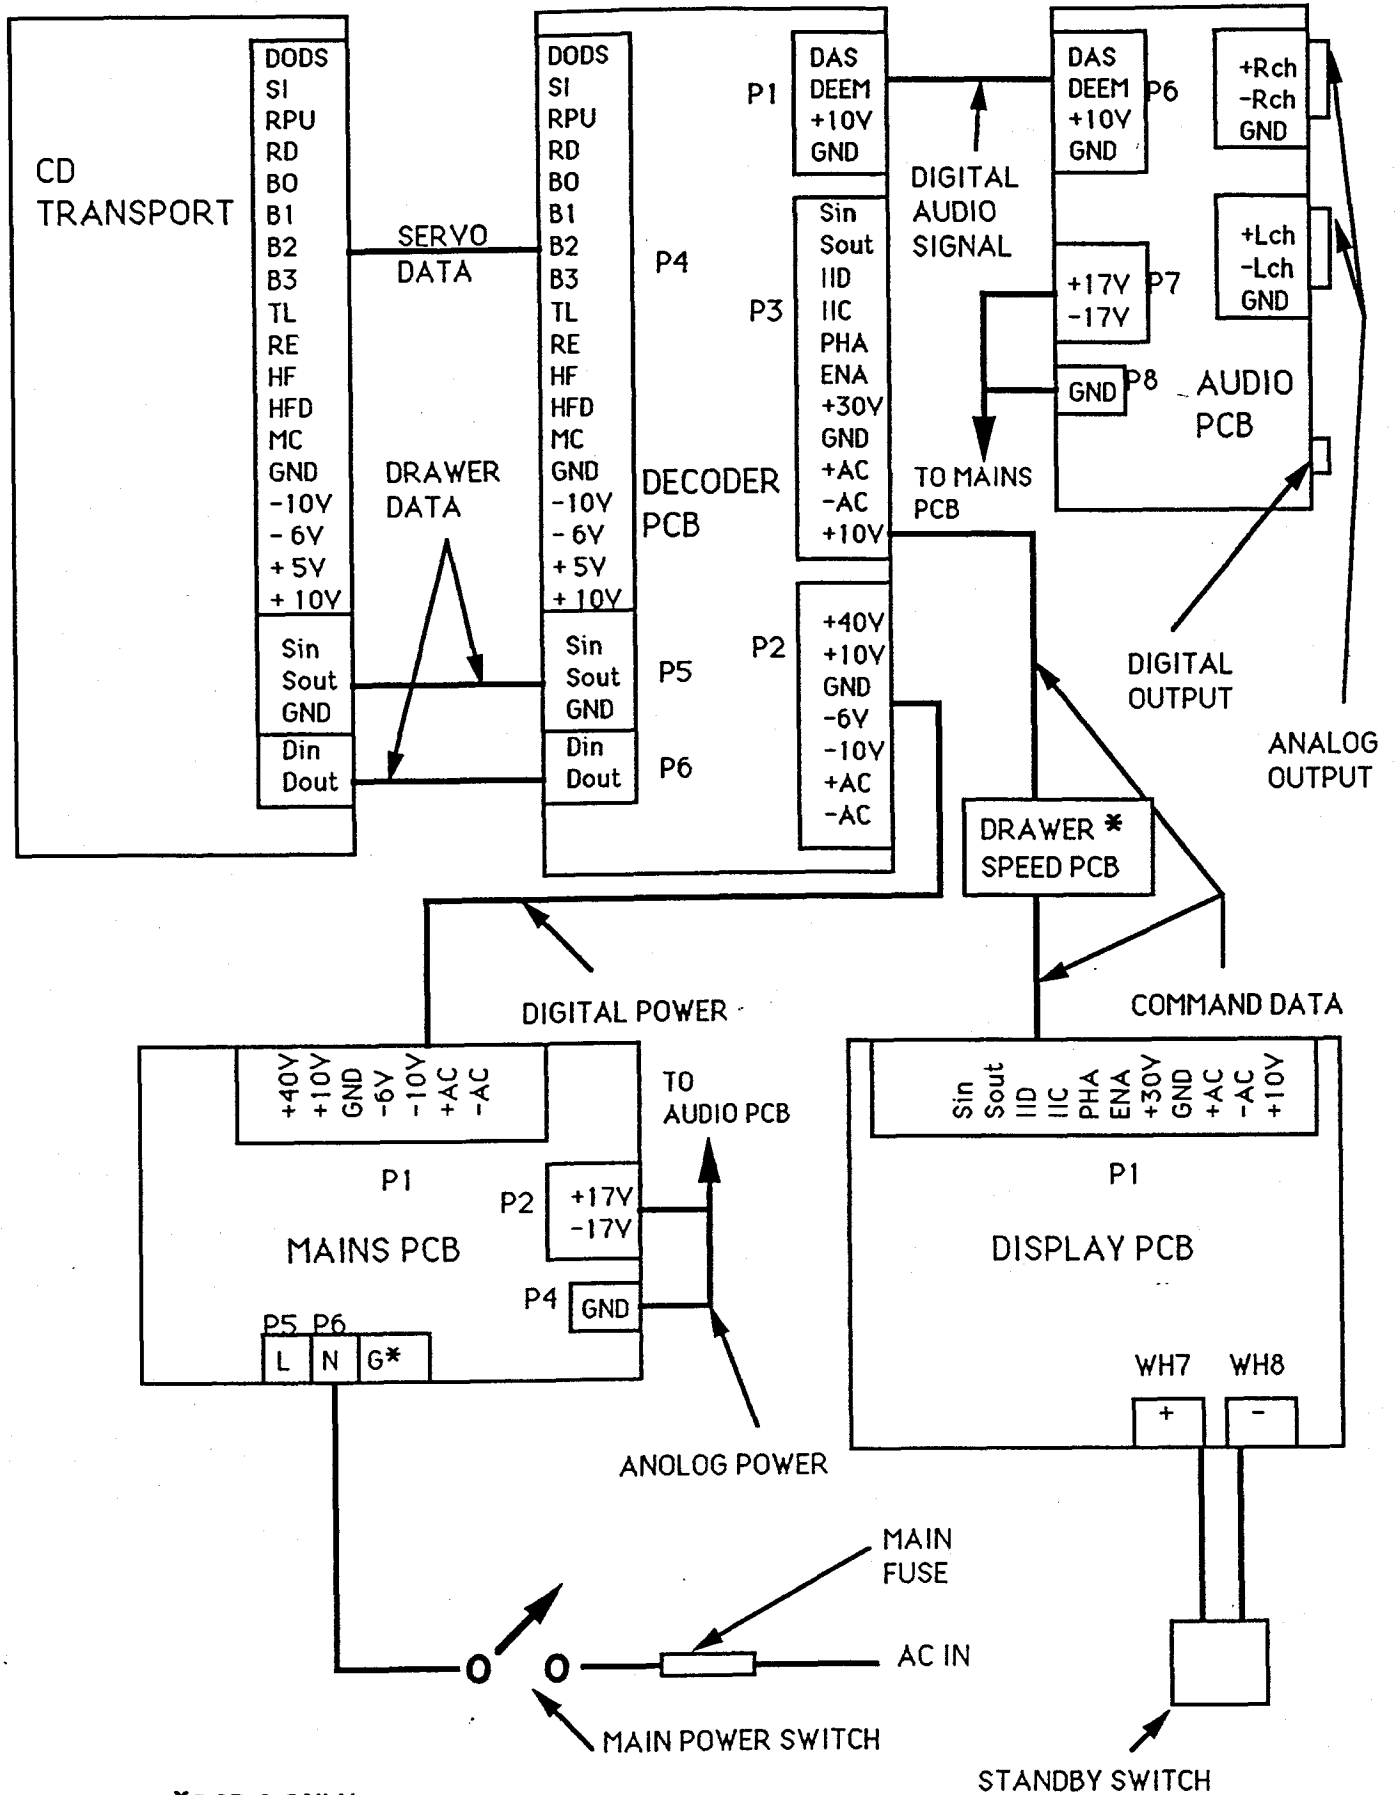 CD
TRANSPORT
DODS
SI
RPU
RD
B0
B1
B2
B3
TL
RE
HF
HFD
MC
GND
-10V
- 6V
+ 5V
+ 10V
Sin
Sout
GND
Din
Dout
SERVO
DATA
DRAWER
DATA
DODS
SI
RPU
RD
B0
B1
B2
B3
TL
RE
HF
HFD
MC
GND
-10V
- 6V
+ 5V
+ 10V
Sin
Sout
GND
Din
Dout
P4
DECODER
PCB
P5
P6
P1
DAS
DEEM
+10V
GND
P3
Sin
Sout
IID
IIC
PHA
ENA
+30V
GND
+AC
-AC
+10V
P2
+40V
+10V
GND
-6V
-10V
+AC
-AC
DIGITAL
AUDIO
SIGNAL
TO MAINS
PCB
DAS
DEEM
+10V
GND
P6
+17V
-17V
P7
GND
P8
+Rch
-Rch
GND
+Lch
-Lch
GND
AUDIO
PCB
DIGITAL
OUTPUT
ANALOG
OUTPUT
DRAWER *
SPEED PCB
COMMAND DATA
DIGITAL POWER
+40V
+10V
GND
-6V
-10V
+AC
-AC
P1
MAINS PCB
P2
+17V
-17V
P4
GND
P5 P6
L N G*
TO
AUDIO PCB
ANOLOG POWER
Sin
Sout
IID
IIC
PHA
ENA
+30V
GND
+AC
-AC
+10V
P1
DISPLAY PCB
WH7 WH8
+ -
MAIN
FUSE
AC IN
MAIN POWER SWITCH
STANDBY SWITCH